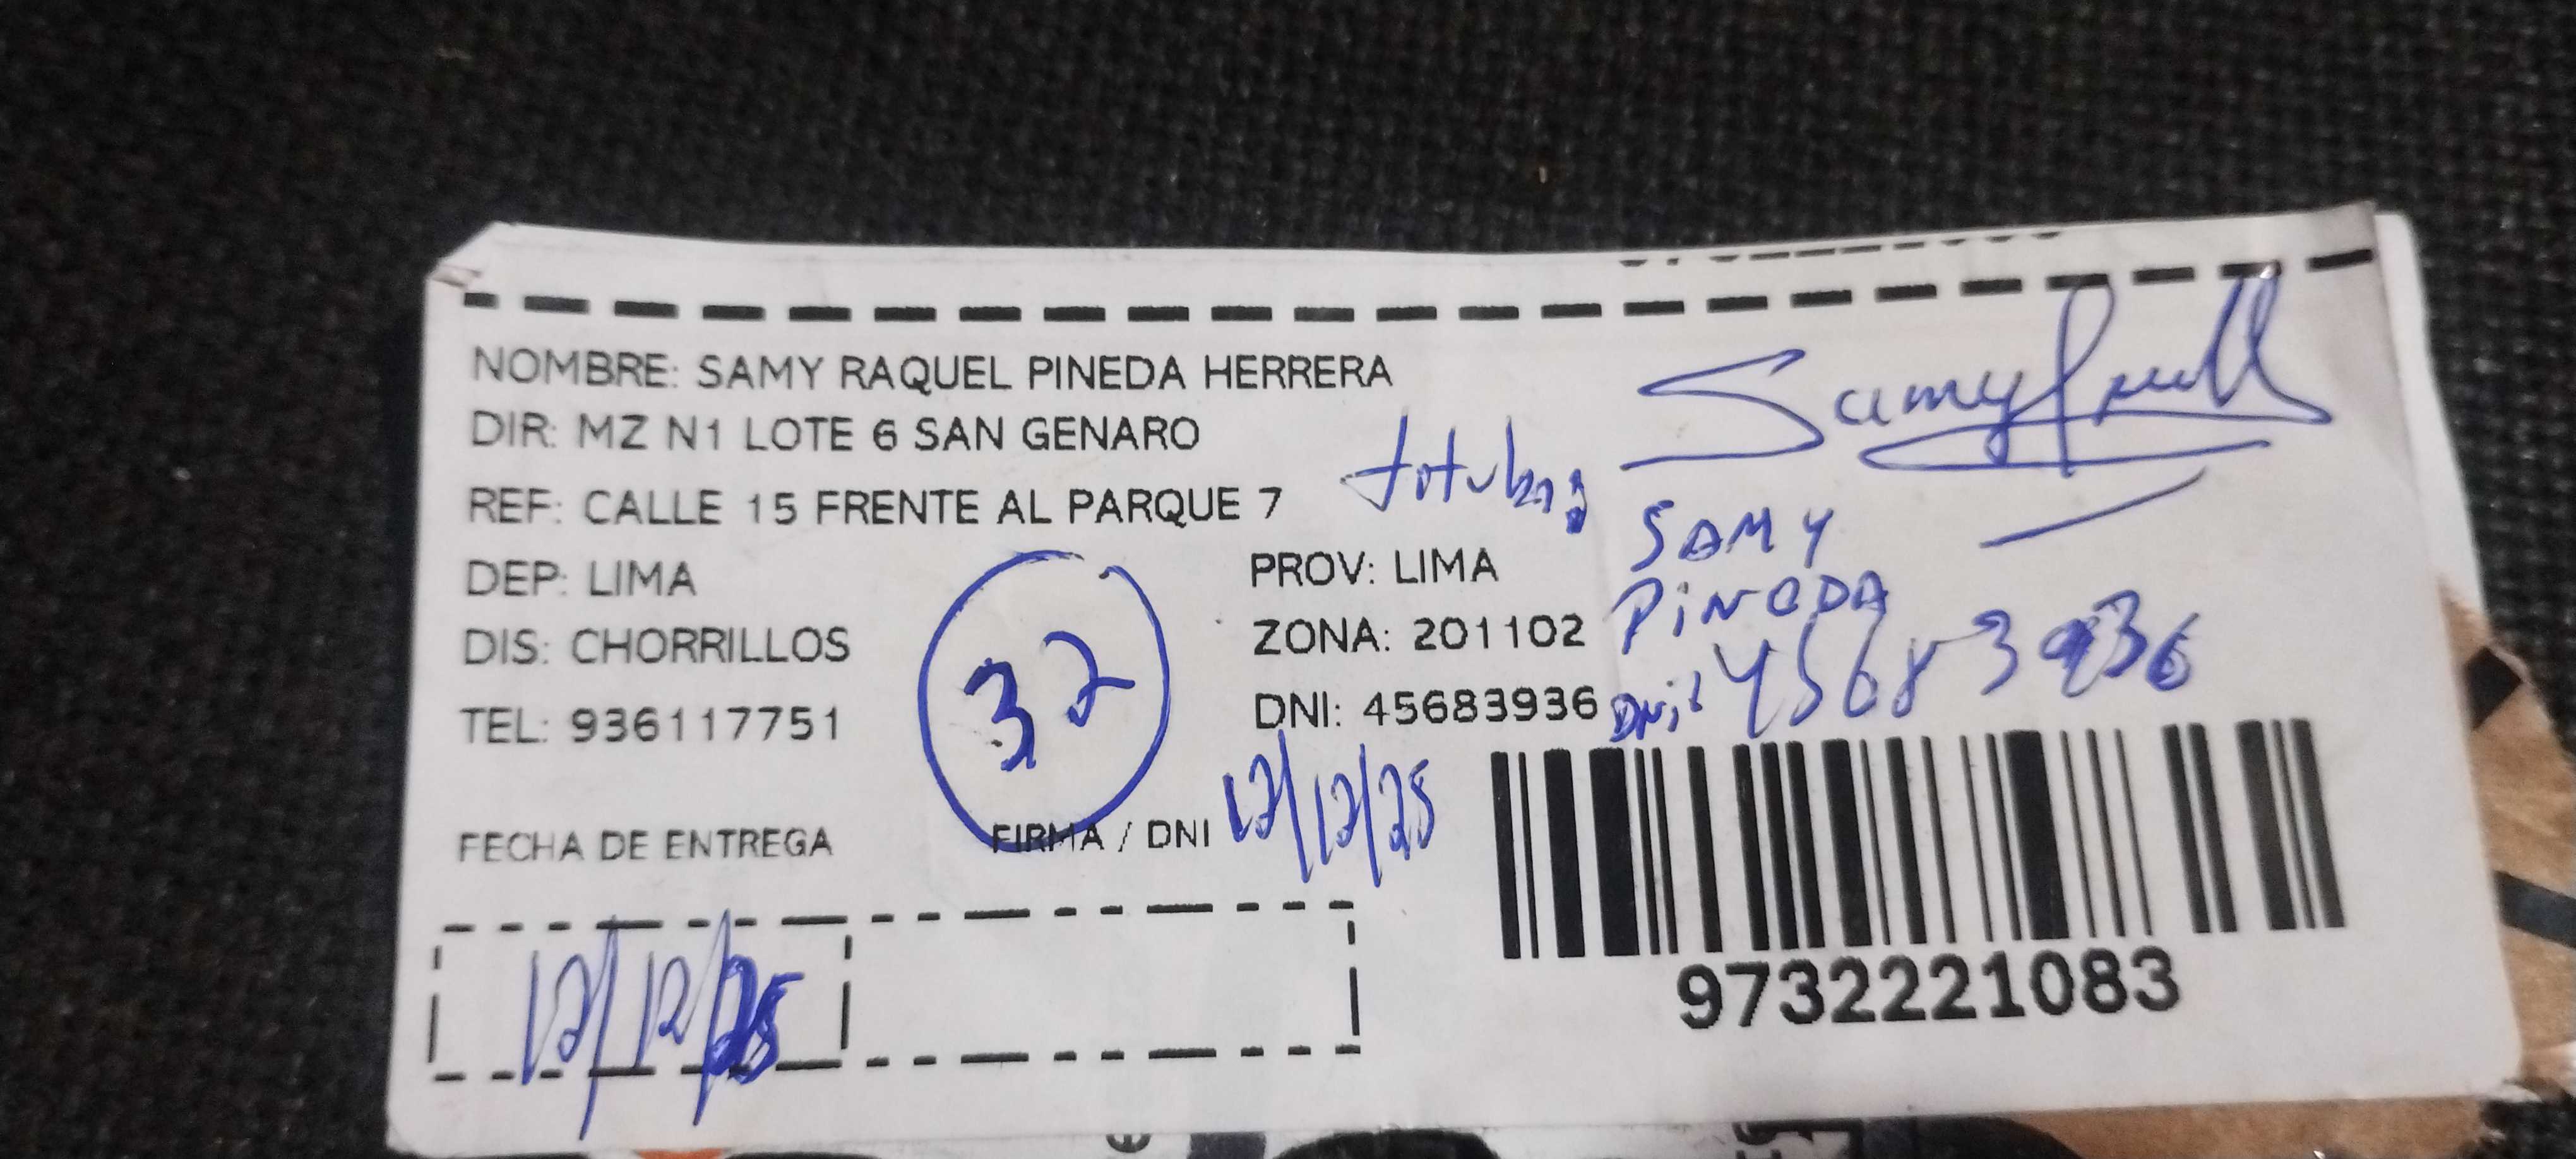 NOMBRE: SAMY RAQUEL PINEDA HERRERA
DIR: MZ N1 LOTE 6 SAN GENARO
REF: CALLE 15 FRENTE AL PARQUE 7
DEP: LIMA
PROV: LIMA
DIS: CHORRILLOS
ZONA: 201102
TEL: 936117751
DNI: 45683936
32
Samy
SAMY
PINEDA
DNI: 45683936
FECHA DE ENTREGA
FIRMA / DNI
12/12/25
12/12/25
9732221083